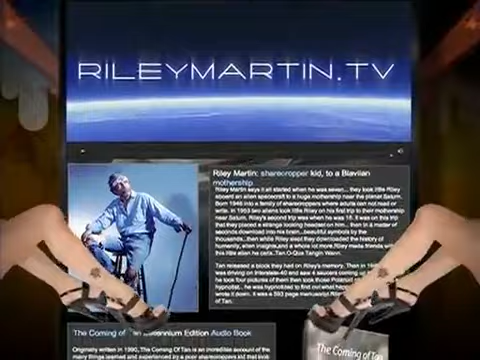 RILEYMARTIN.TV
Riley Martin: sharecropper kid, to a Biaviian
mothership.
Riley Martin says it all started when he was seven... they took little Riley
aboard an alien spacecraft to a huge mothership near the planet Saturn.
Born 1946 into a family of sharecroppers where adults can not read or
write. In 1953 two aliens took little Riley on his first trip to their mothership
near Saturn. Riley's second trip was when he was 18. It was on this trip
that they placed a strange looking headset on him... then in a matter of
seconds downloaded into his brain...beautiful symbols by the
thousands...then while Riley slept they downloaded the history of
humanity, alien insights,and a whole lot more.Riley made friends with
this little alien he calls..Tan.O-Qua Tangin Wann.
Tan released a block they had on Riley's memory. Then in
was driving on Interstate-40 and saw 4 saucers coming
he took four pictures of them then took those Polaroid
hypnotist... he was hypnotized to find out what
wrote it down. It was a 593 page manuscript
of Tan.
The Coming of Tan Millennium Edition Audio Book
Originally written in 1990, The Coming Of Tan is an incredible account of the
many things learned and experienced by a poor sharecroppers kid that took
The Coming of Tan